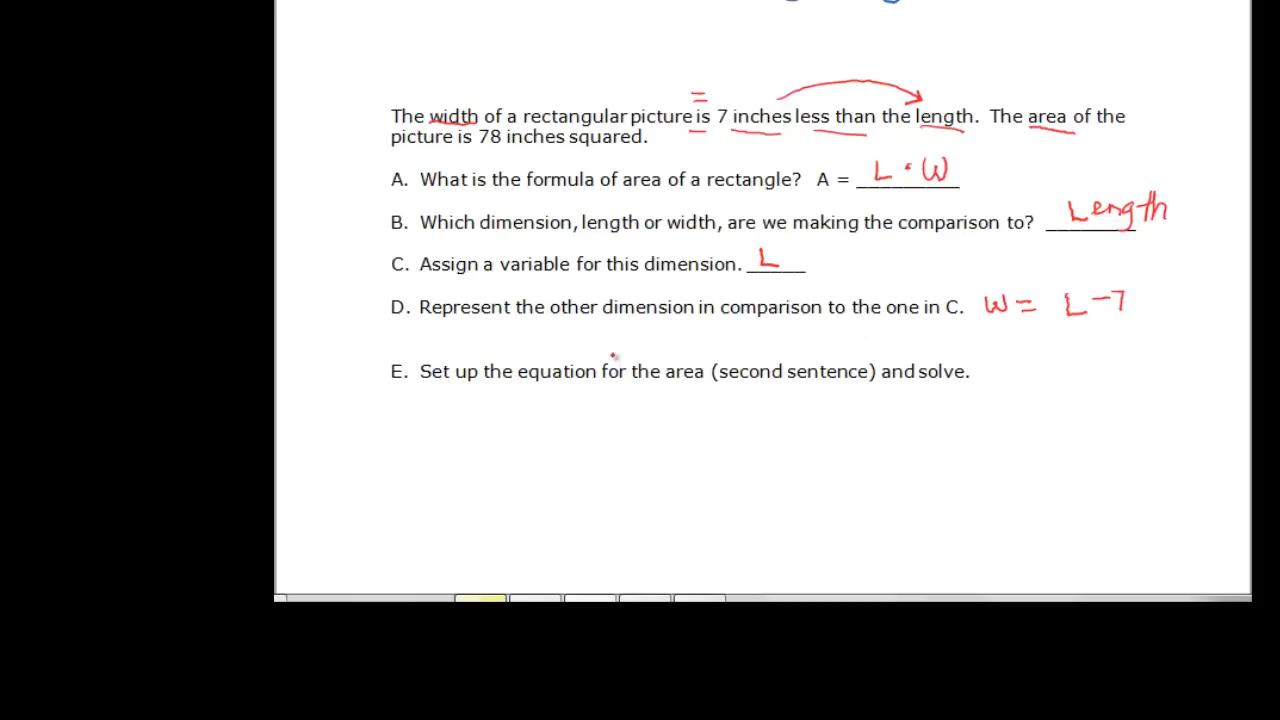 =
The width of a rectangular picture is 7 inches less than the length. The area of the
picture is 78 inches squared.
A. What is the formula of area of a rectangle? A = L · W
B. Which dimension, length or width, are we making the comparison to? Length
C. Assign a variable for this dimension. L
D. Represent the other dimension in comparison to the one in C. W = L - 7
E. Set up the equation for the area (second sentence) and solve.